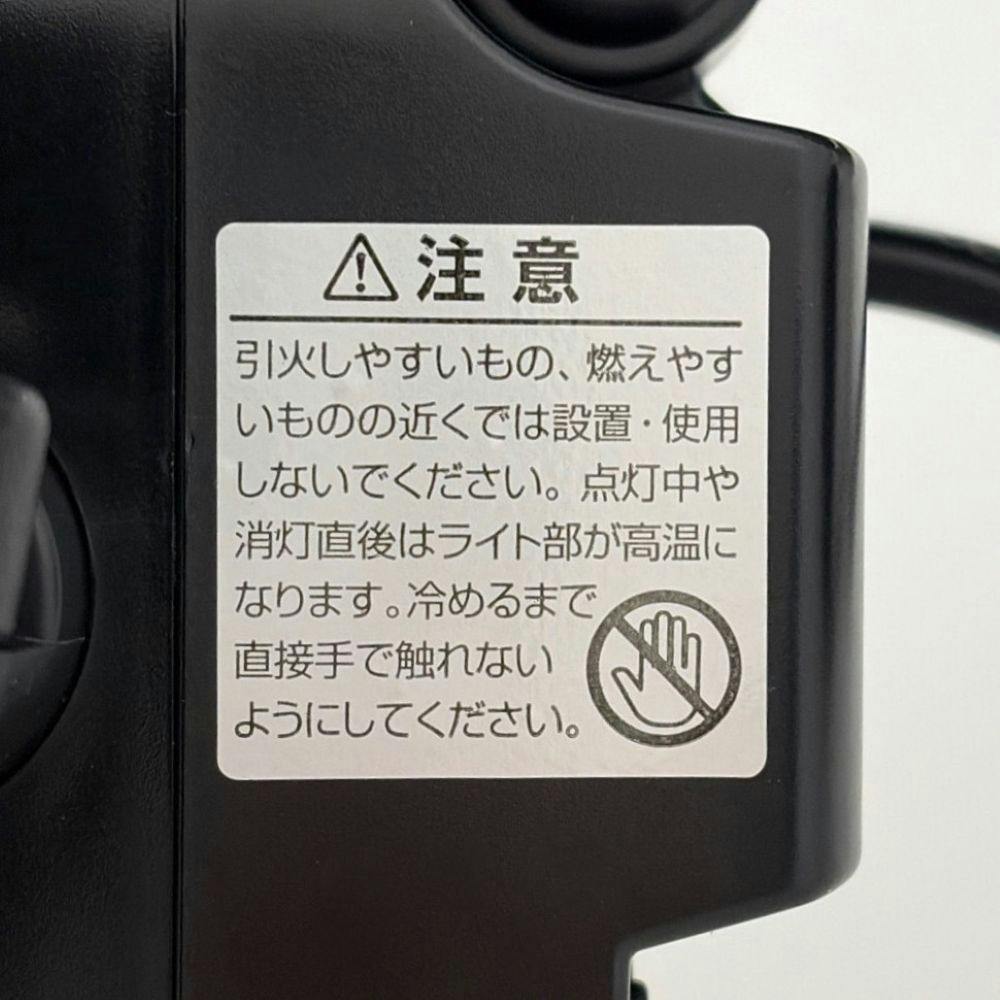 ⚠注意
引火しやすいもの、燃えやす
いものの近くでは設置・使用
しないでください。点灯中や
消灯直後はライト部が高温に
なります。冷めるまで
直接手で触れない
ようにしてください。